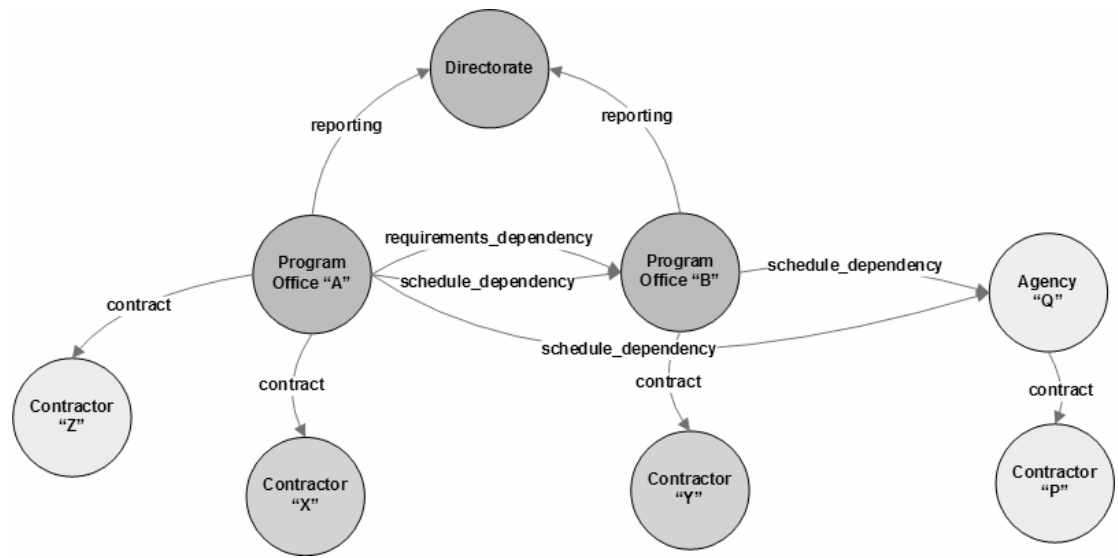 Directorate
reporting
reporting
Program
Office "A"
requirements_dependency
schedule_dependency
Program
Office "B"
schedule_dependency
Agency
"Q"
contract
schedule_dependency
contract
contract
contract
Contractor
"Z"
Contractor
"X"
Contractor
"Y"
Contractor
"P"